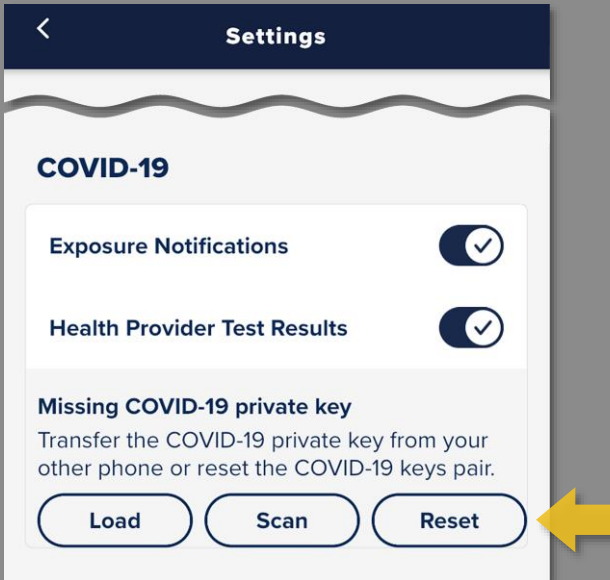 Settings
COVID-19
Exposure Notifications
Health Provider Test Results
Missing COVID-19 private key
Transfer the COVID-19 private key from your
other phone or reset the COVID-19 keys pair.
Load Scan Reset